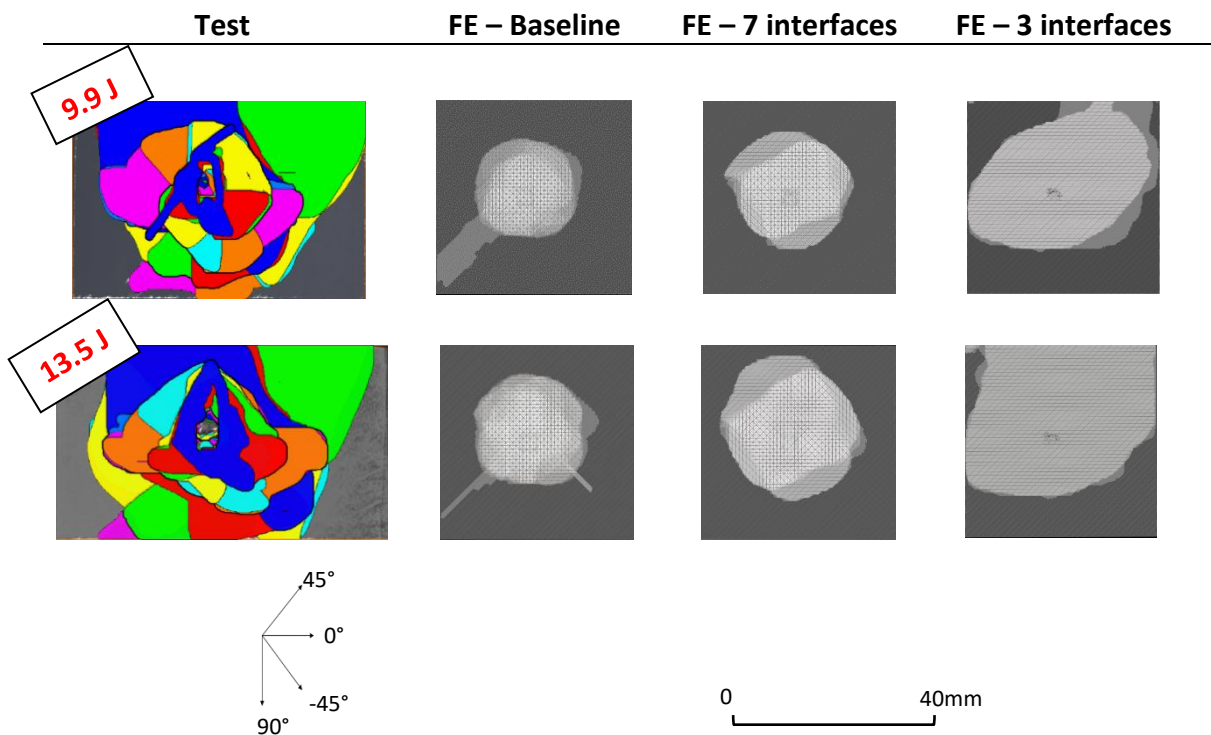 Test FE – Baseline FE – 7 interfaces FE – 3 interfaces
9.9 J
13.5 J
45°
0°
-45°
90°
0 40mm